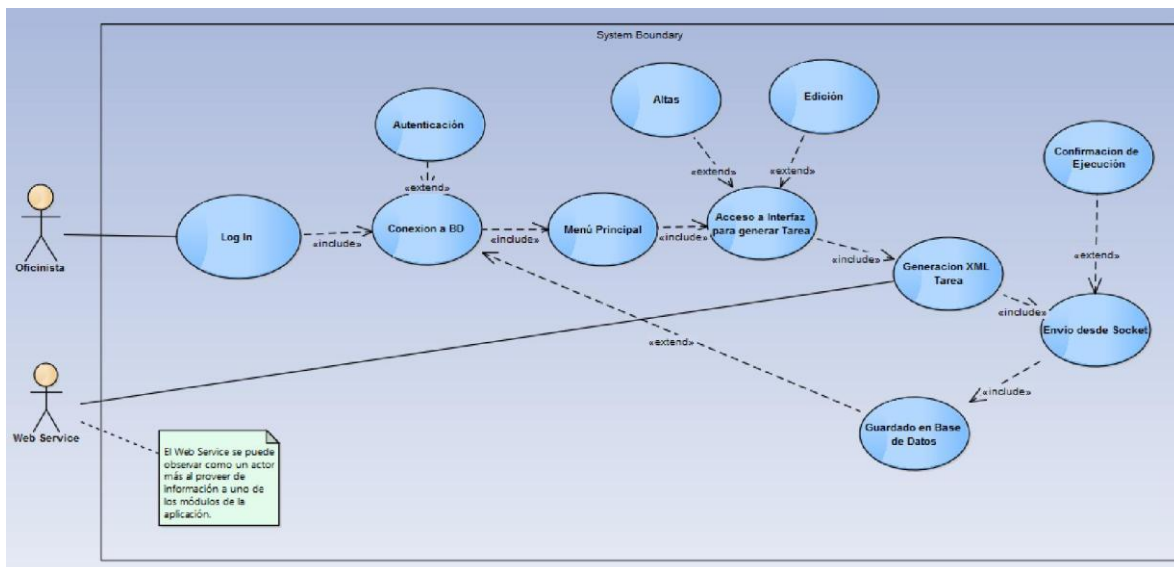 System Boundary
Altas
Edición
Autenticación
Confirmacion de
Ejecución
«extend»
«extend»
«extend»
Oficinista
Log In
«include»
Conexion a BD
«include»
Menú Principal
«include»
Acceso a Interfaz
para generar Tarea
«include»
«extend»
Generacion XML
Tarea
«include»
Envio desde Socket
«extend»
«include»
Guardado en Base
de Datos
Web Service
El Web Service se puede
observar como un actor
más al proveer de
información a uno de
los módulos de la
aplicación.